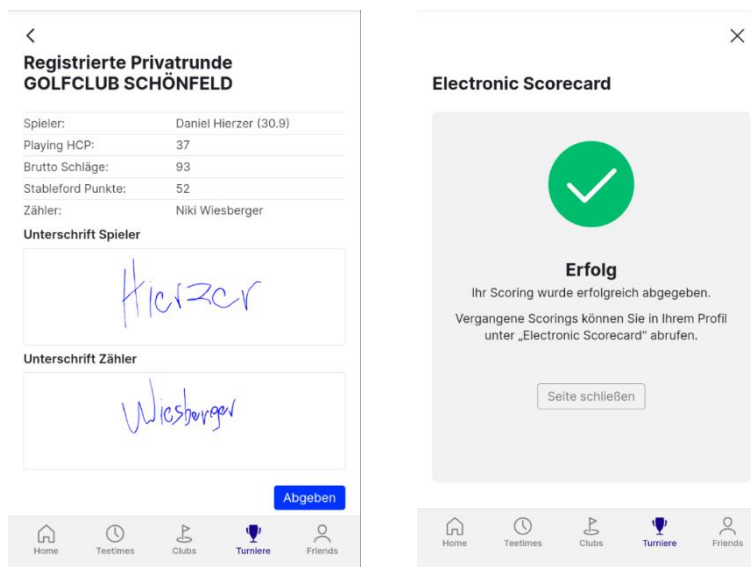 Registrierte Privatrunde
GOLFCLUB SCHÖNFELD
Spieler: Daniel Hierzer (30.9)
Playing HCP: 37
Brutto Schläge: 93
Stableford Punkte: 52
Zähler: Niki Wiesberger
Unterschrift Spieler
Hierzer
Unterschrift Zähler
Wiesberger
Abgeben
Home Teetimes Clubs Turniere Friends
Electronic Scorecard
Erfolg
Ihr Scoring wurde erfolgreich abgegeben.
Vergangene Scorings können Sie in Ihrem Profil
unter „Electronic Scorecard" abrufen.
Seite schließen
Home Teetimes Clubs Turniere Friends